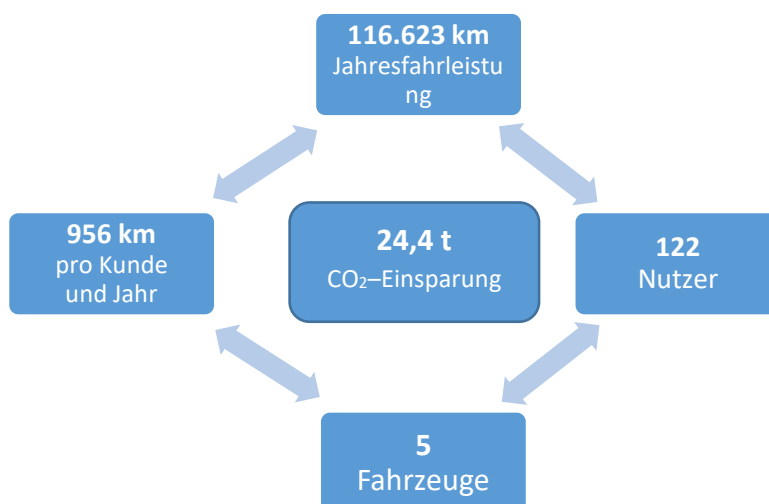 116.623 km
Jahresfahrleistu
ng
956 km
pro Kunde
und Jahr
24,4 t
CO₂–Einsparung
122
Nutzer
5
Fahrzeuge